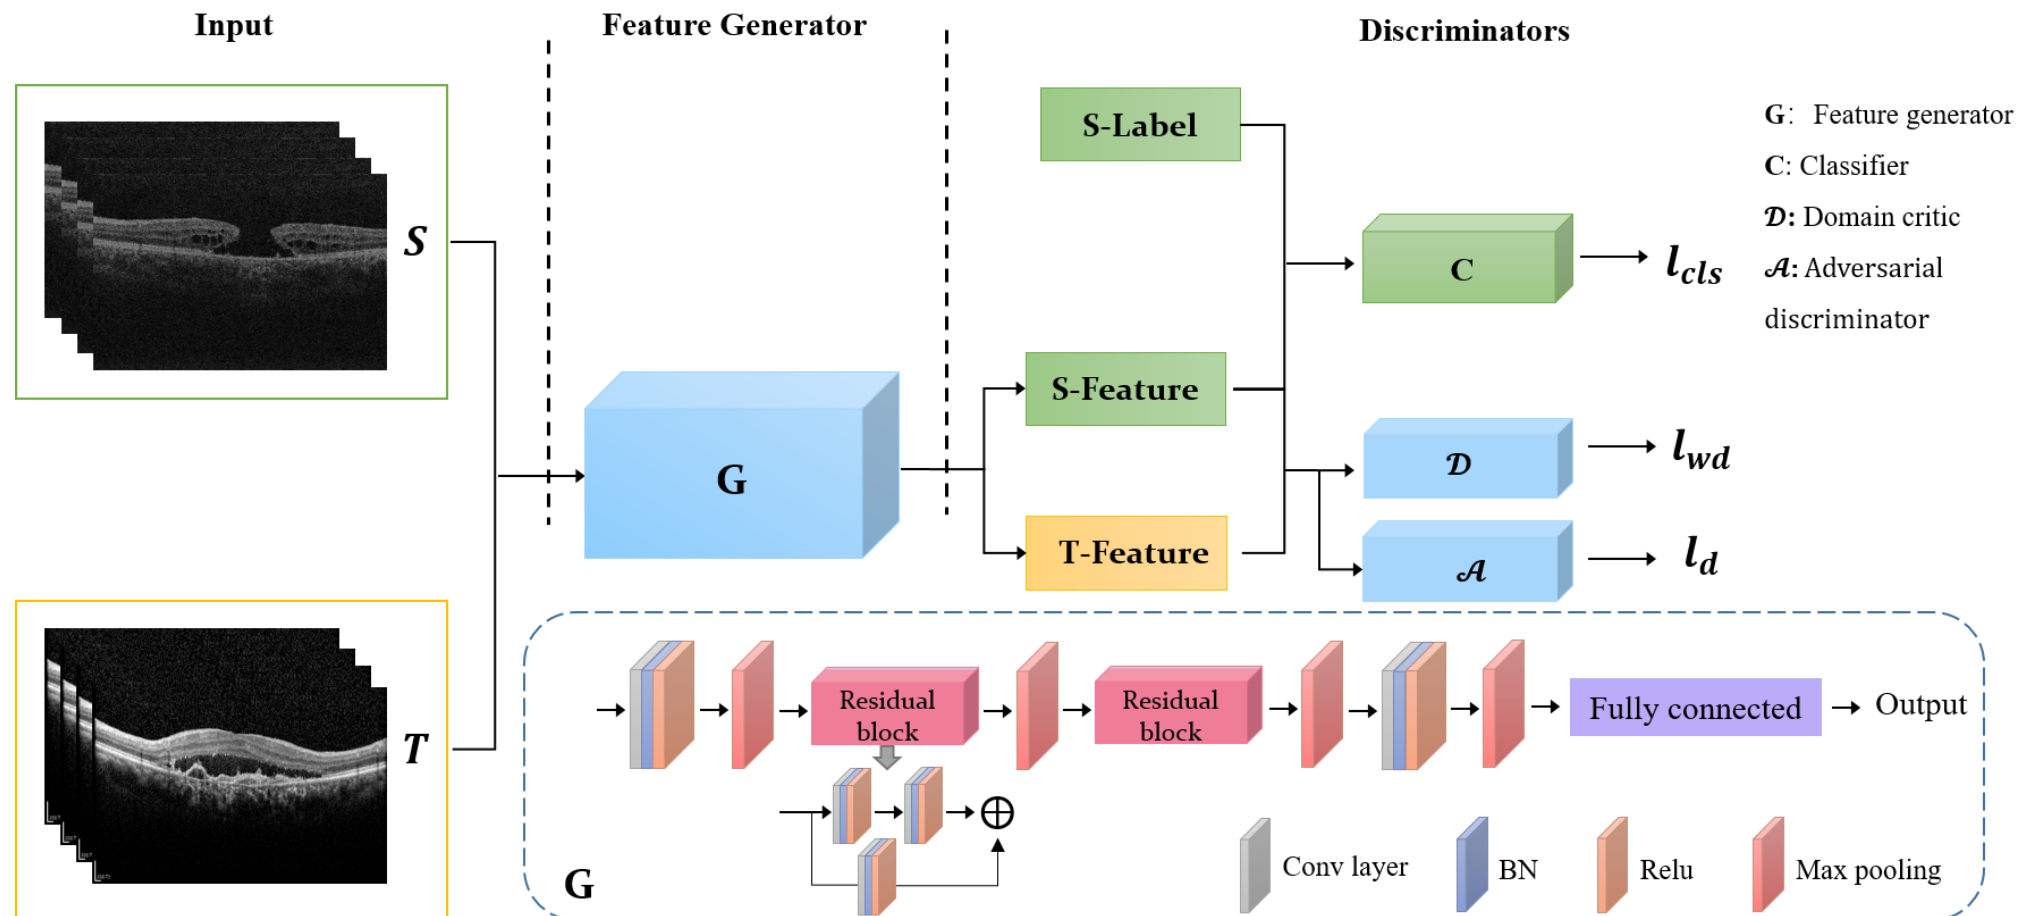 Input
Feature Generator
Discriminators
S
T
G
S-Label
S-Feature
T-Feature
C
𝒟
𝒜
l_cls
l_wd
l_d
G: Feature generator
C: Classifier
𝒟: Domain critic
𝒜: Adversarial
discriminator
Residual
block
Residual
block
Fully connected
Output
G
Conv layer
BN
Relu
Max pooling